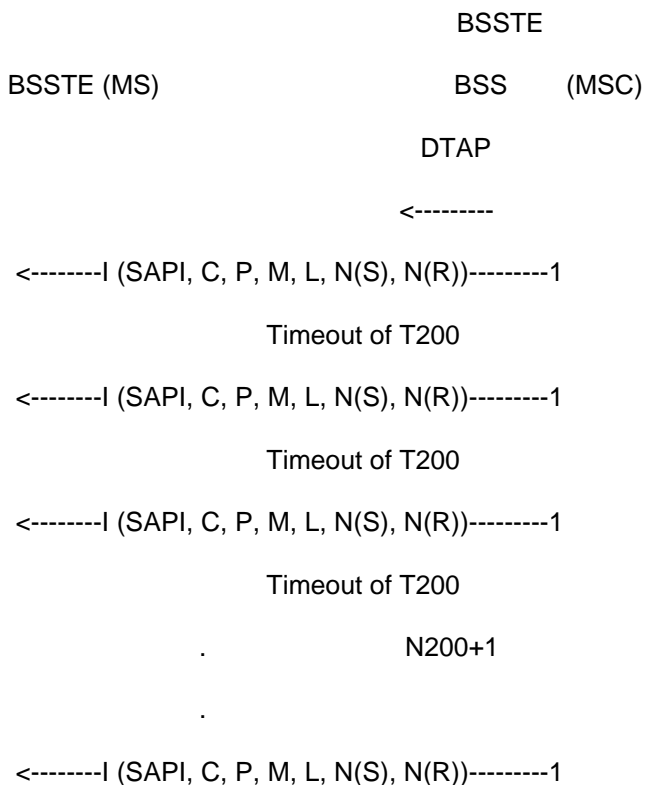 BSSTE
BSSTE (MS) BSS (MSC)
DTAP
<---------
<--------I (SAPI, C, P, M, L, N(S), N(R))---------1
Timeout of T200
<--------I (SAPI, C, P, M, L, N(S), N(R))---------1
Timeout of T200
<--------I (SAPI, C, P, M, L, N(S), N(R))---------1
Timeout of T200
. N200+1
.
<--------I (SAPI, C, P, M, L, N(S), N(R))---------1